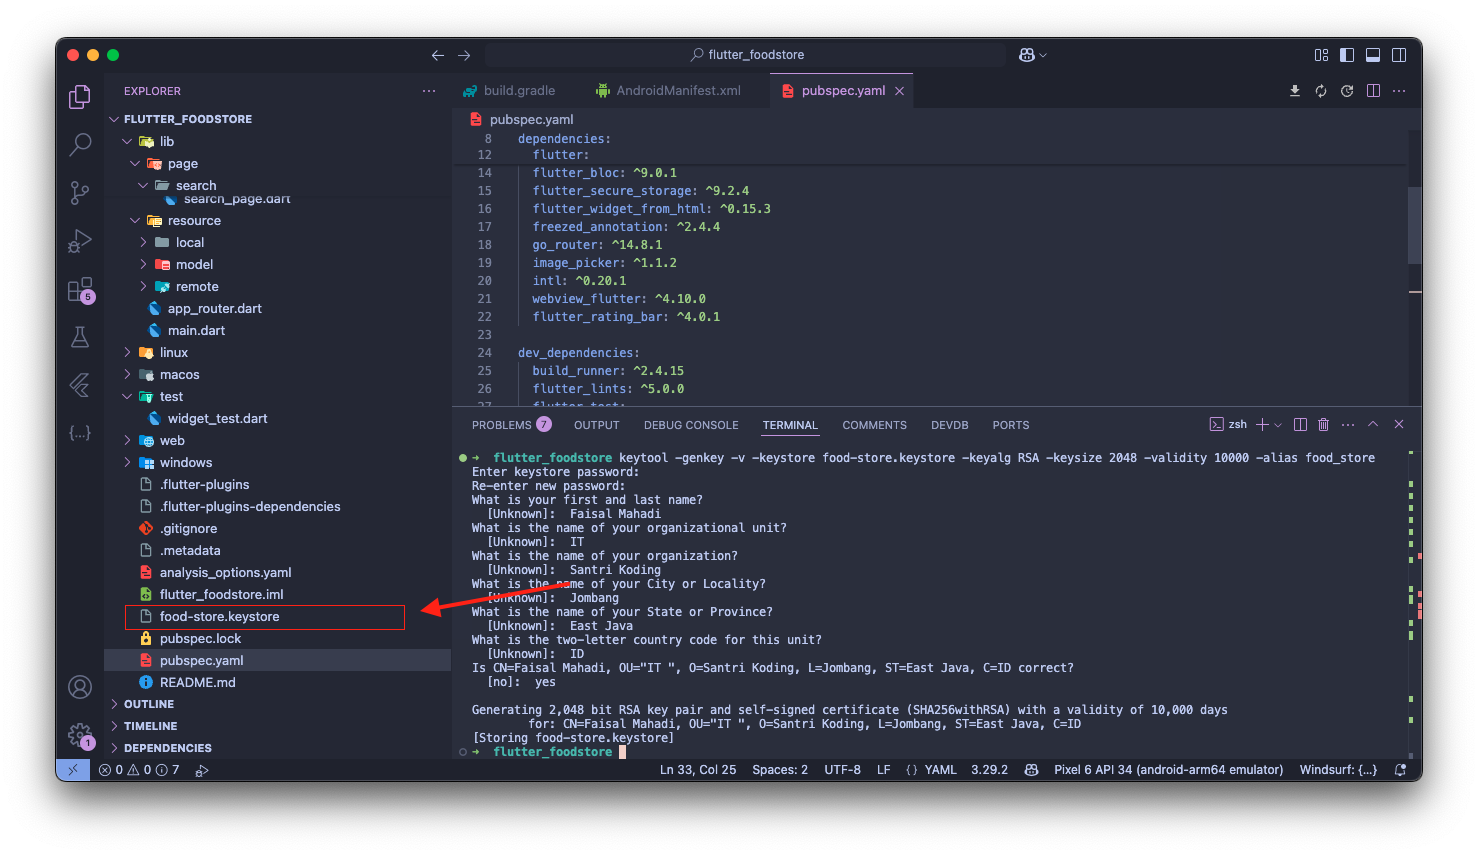 flutter_foodstore
EXPLORER
FLUTTER_FOODSTORE
lib
page
search
search_page.dart
resource
local
model
remote
app_router.dart
main.dart
linux
macos
test
widget_test.dart
web
windows
.flutter-plugins
.flutter-plugins-dependencies
.gitignore
.metadata
analysis_options.yaml
flutter_foodstore.iml
food-store.keystore
pubspec.lock
pubspec.yaml
README.md
OUTLINE
TIMELINE
DEPENDENCIES
5
1
build.gradle
AndroidManifest.xml
pubspec.yaml
pubspec.yaml
8 dependencies:
12 flutter:
14 flutter_bloc: ^9.0.1
15 flutter_secure_storage: ^9.2.4
16 flutter_widget_from_html: ^0.15.3
17 freezed_annotation: ^2.4.4
18 go_router: ^14.8.1
19 image_picker: ^1.1.2
20 intl: ^0.20.1
21 webview_flutter: ^4.10.0
22 flutter_rating_bar: ^4.0.1
23
24 dev_dependencies:
25 build_runner: ^2.4.15
26 flutter_lints: ^5.0.0
27 flutter_test:
PROBLEMS 7 OUTPUT DEBUG CONSOLE TERMINAL COMMENTS DEVDB PORTS zsh
→ flutter_foodstore keytool -genkey -v -keystore food-store.keystore -keyalg RSA -keysize 2048 -validity 10000 -alias food_store
Enter keystore password:
Re-enter new password:
What is your first and last name?
[Unknown]: Faisal Mahadi
What is the name of your organizational unit?
[Unknown]: IT
What is the name of your organization?
[Unknown]: Santri Koding
What is the name of your City or Locality?
[Unknown]: Jombang
What is the name of your State or Province?
[Unknown]: East Java
What is the two-letter country code for this unit?
[Unknown]: ID
Is CN=Faisal Mahadi, OU="IT ", O=Santri Koding, L=Jombang, ST=East Java, C=ID correct?
[no]: yes
Generating 2,048 bit RSA key pair and self-signed certificate (SHA256withRSA) with a validity of 10,000 days
for: CN=Faisal Mahadi, OU="IT ", O=Santri Koding, L=Jombang, ST=East Java, C=ID
[Storing food-store.keystore]
→ flutter_foodstore
0 0 7 Ln 33, Col 25 Spaces: 2 UTF-8 LF {} YAML 3.29.2 Pixel 6 API 34 (android-arm64 emulator) Windsurf: {...}